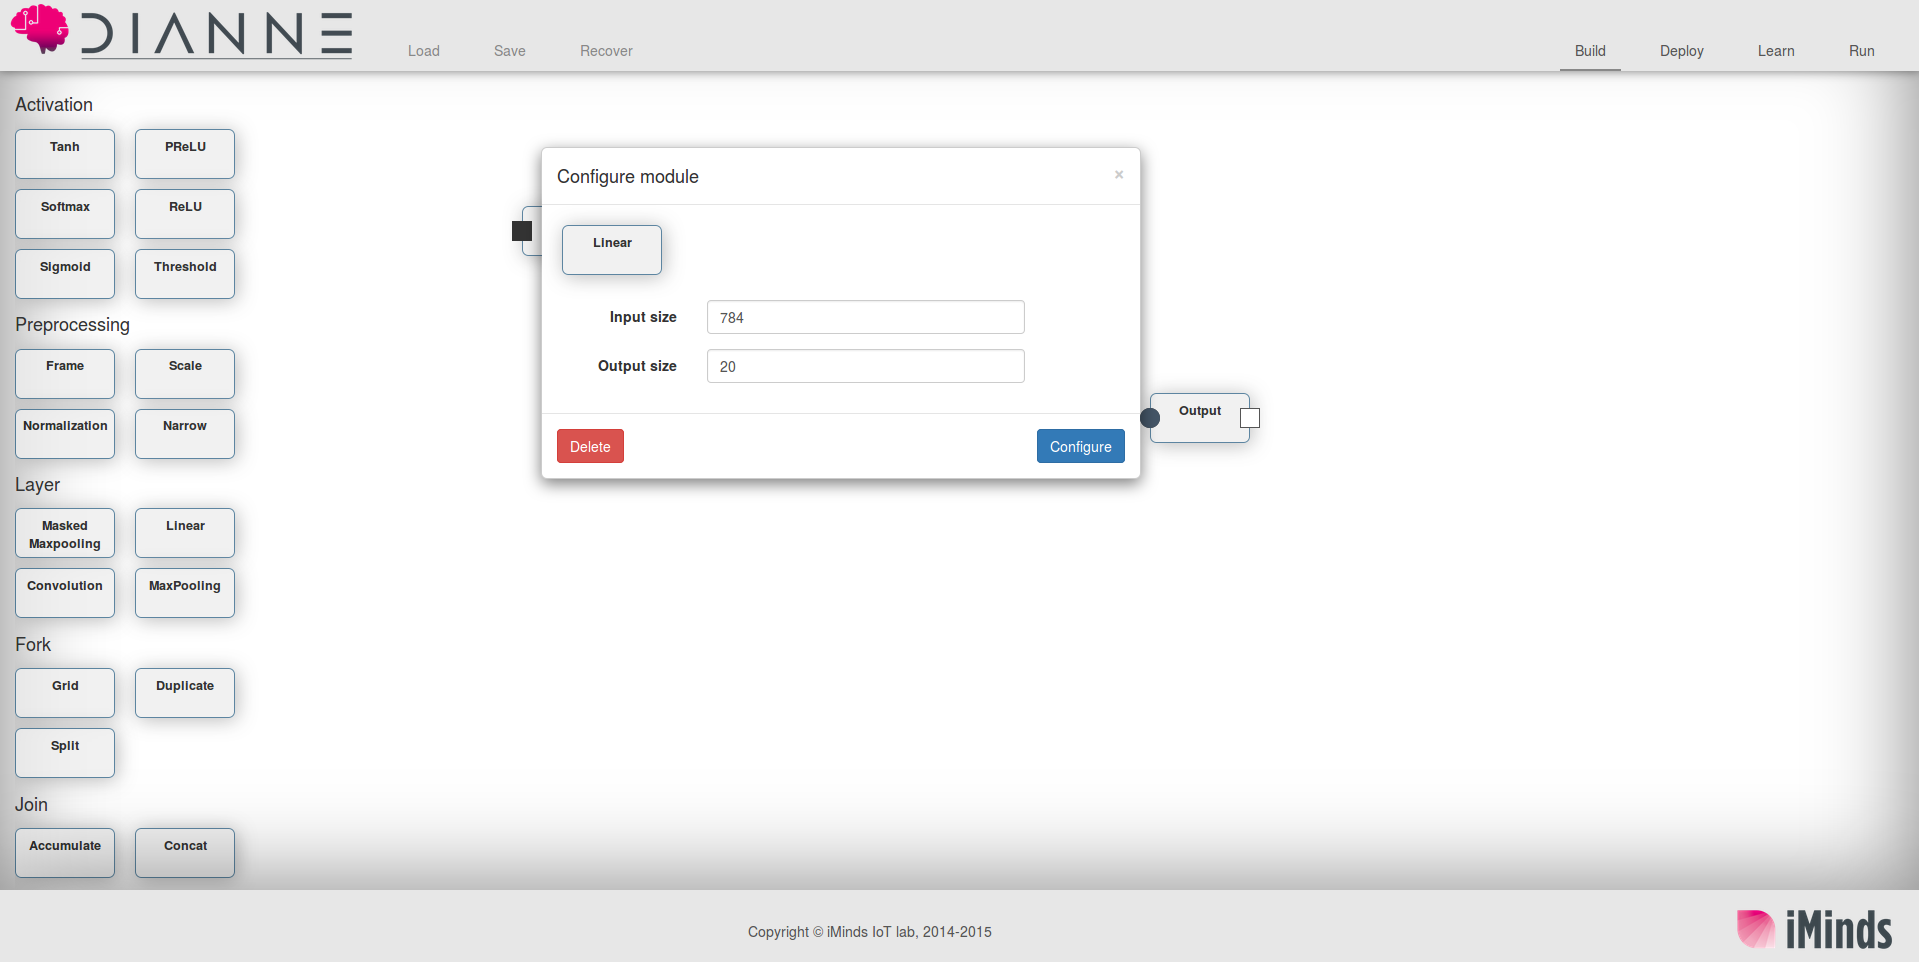 DIANNE
Load Save Recover Build Deploy Learn Run
Activation
Tanh PReLU
Softmax ReLU
Sigmoid Threshold
Preprocessing
Frame Scale
Normalization Narrow
Layer
Masked Maxpooling Linear
Convolution MaxPooling
Fork
Grid Duplicate
Split
Join
Accumulate Concat
Configure module ×
Linear
Input size 784
Output size 20
Delete Configure
Output
Copyright © iMinds IoT lab, 2014-2015
iMinds